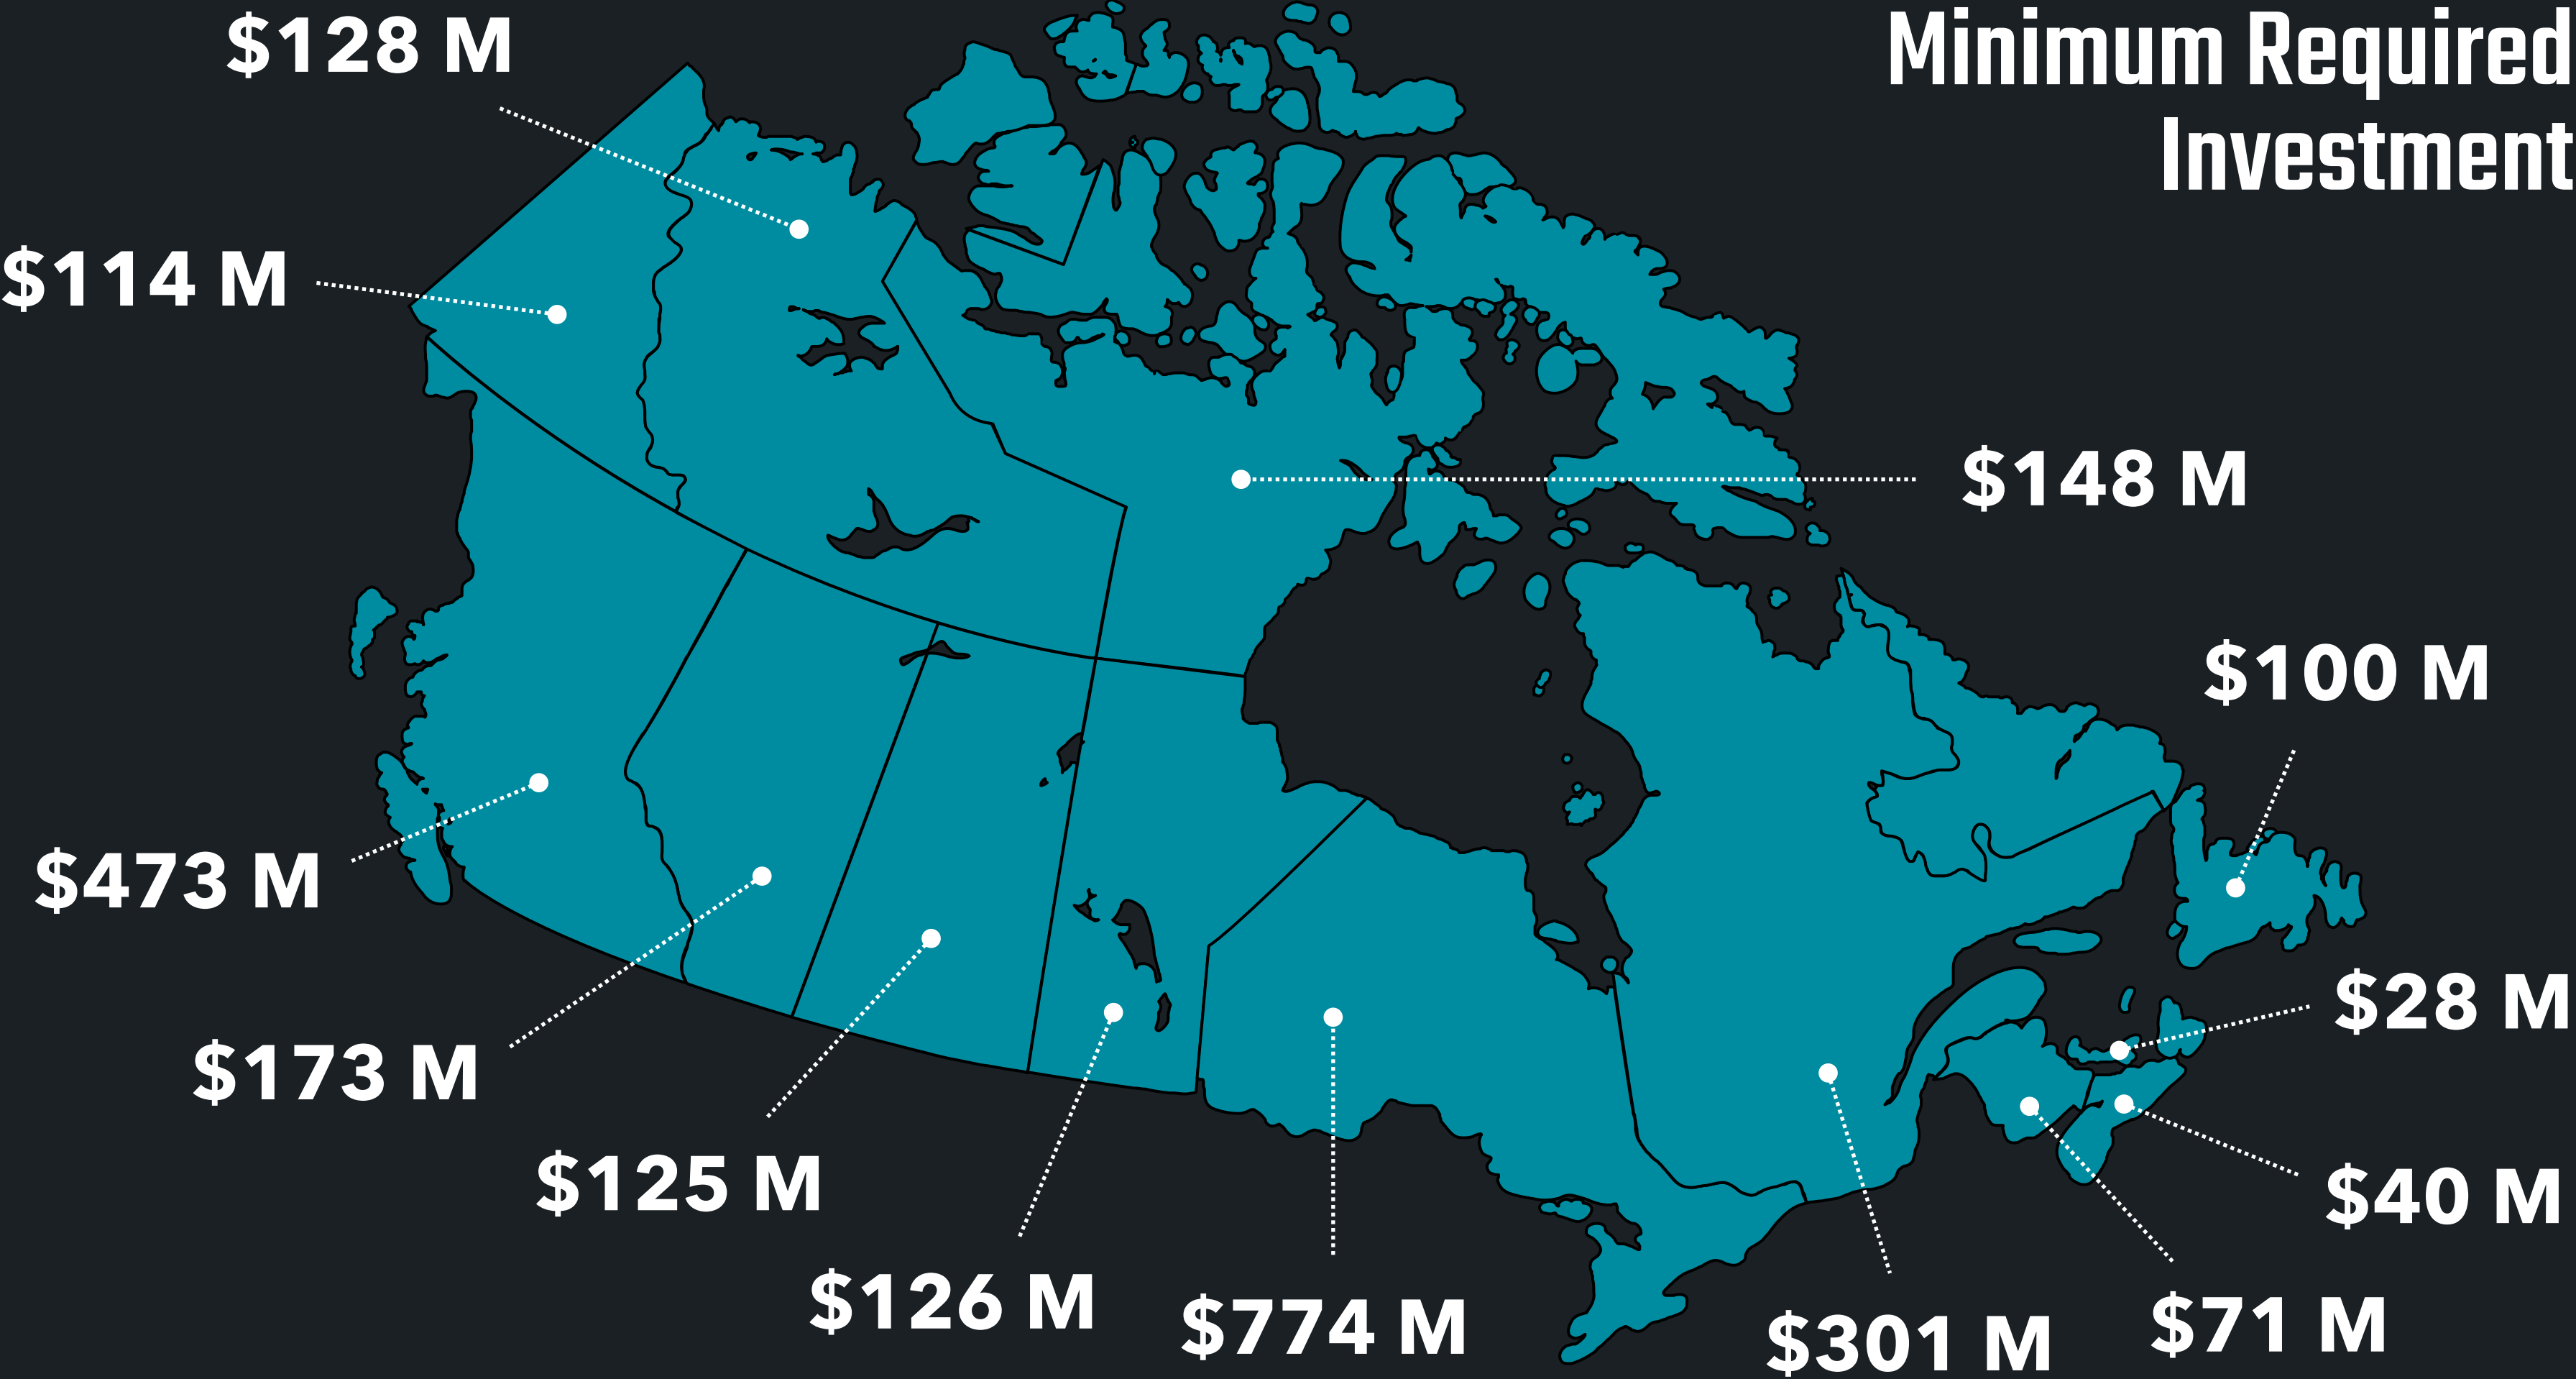 Minimum Required
Investment
$128 M
$114 M
$148 M
$100 M
$473 M
$28 M
$173 M
$125 M
$40 M
$126 M
$774 M
$301 M
$71 M